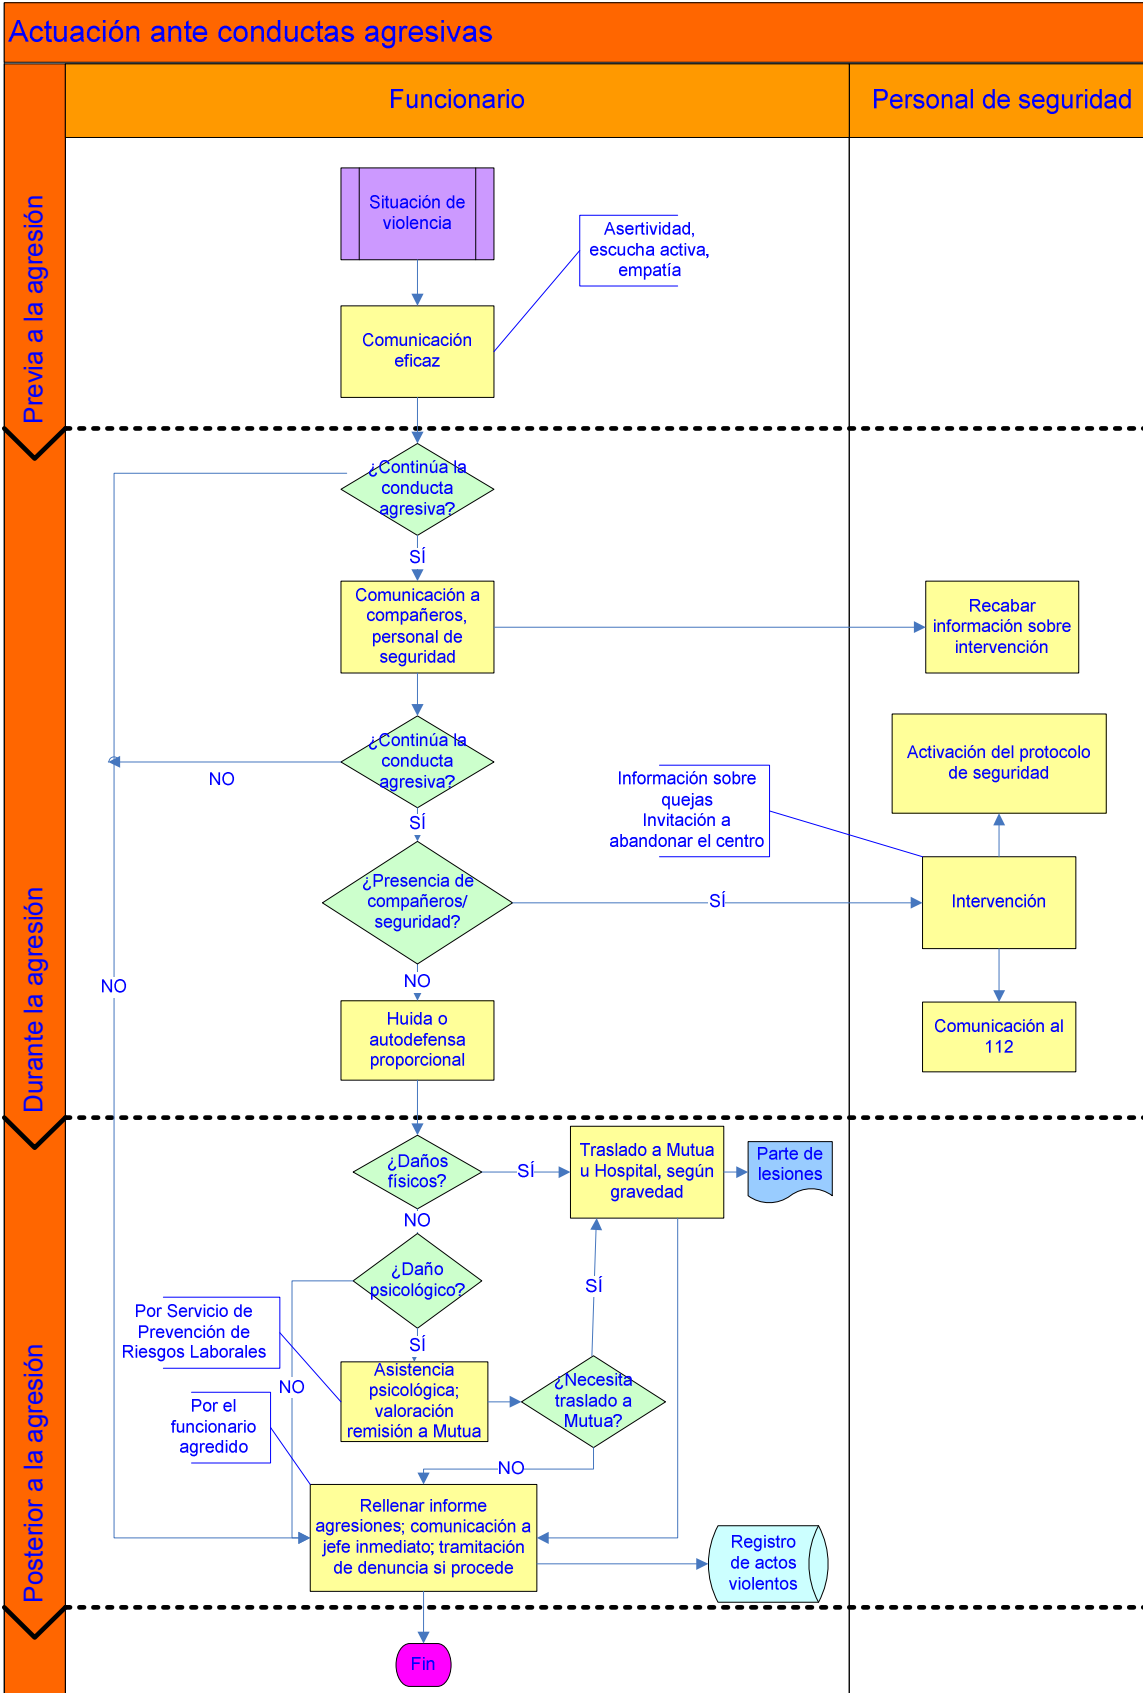 Actuación ante conductas agresivas
Funcionario
Personal de seguridad
Previa a la agresión
Situación de
violencia
Asertividad,
escucha activa,
empatía
Comunicación
eficaz
Durante la agresión
¿Continúa la
conducta
agresiva?
SÍ
Comunicación a
compañeros,
personal de
seguridad
Recabar
información sobre
intervención
¿Continúa la
conducta
agresiva?
NO
SÍ
Información sobre
quejas
Invitación a
abandonar el centro
Activación del protocolo
de seguridad
¿Presencia de
compañeros/
seguridad?
SÍ
Intervención
NO
NO
Huida o
autodefensa
proporcional
Comunicación al
112
Posterior a la agresión
¿Daños
físicos?
SÍ
Traslado a Mutua
u Hospital, según
gravedad
Parte de
lesiones
NO
¿Daño
psicológico?
SÍ
SÍ
Por Servicio de
Prevención de
Riesgos Laborales
NO
Asistencia
psicológica;
valoración
remisión a Mutua
¿Necesita
traslado a
Mutua?
Por el
funcionario
agredido
NO
Rellenar informe
agresiones; comunicación a
jefe inmediato; tramitación
de denuncia si procede
Registro
de actos
violentos
Fin